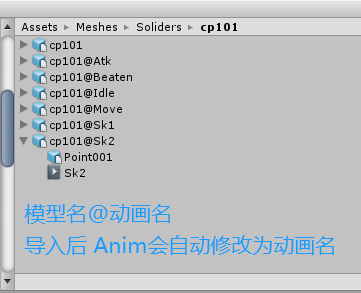 Assets ▸ Meshes ▸ Soliders ▸ cp101
cp101
cp101@Atk
cp101@Beaten
cp101@Idle
cp101@Move
cp101@Sk1
cp101@Sk2
Point001
Sk2
模型名@动画名
导入后 Anim会自动修改为动画名